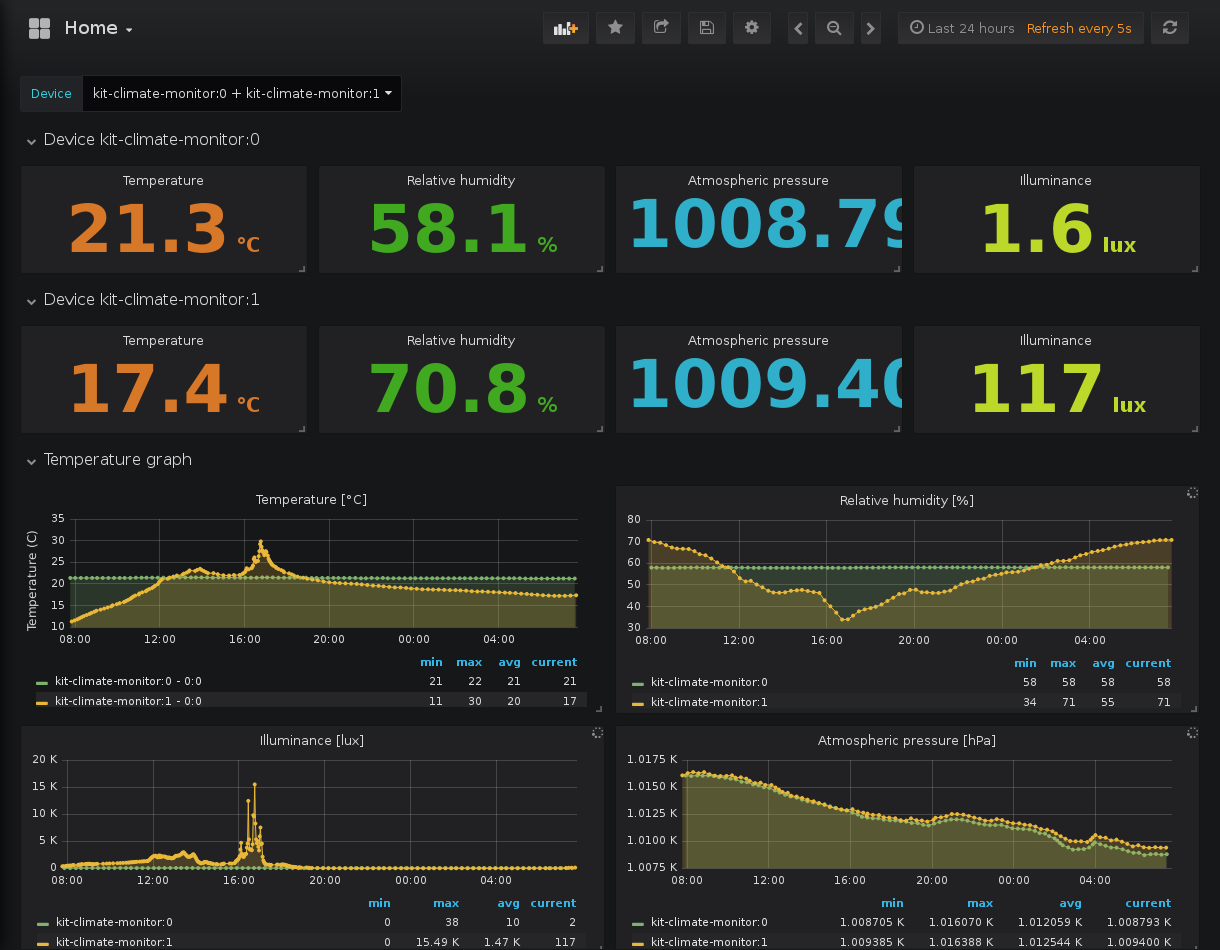 Home
Last 24 hours Refresh every 5s
Device kit-climate-monitor:0 + kit-climate-monitor:1
Device kit-climate-monitor:0
Temperature Relative humidity Atmospheric pressure Illuminance
21.3 °C 58.1 % 1008.79 1.6 lux
Device kit-climate-monitor:1
Temperature Relative humidity Atmospheric pressure Illuminance
17.4 °C 70.8 % 1009.40 117 lux
Temperature graph
Temperature [°C]
Temperature (C)
35
30
25
20
15
10
08:00 12:00 16:00 20:00 00:00 04:00
min max avg current
kit-climate-monitor:0 - 0:0 21 22 21 21
kit-climate-monitor:1 - 0:0 11 30 20 17
Relative humidity [%]
80
70
60
50
40
30
08:00 12:00 16:00 20:00 00:00 04:00
min max avg current
kit-climate-monitor:0 58 58 58 58
kit-climate-monitor:1 34 71 55 71
Illuminance [lux]
20 K
15 K
10 K
5 K
0
08:00 12:00 16:00 20:00 00:00 04:00
min max avg current
kit-climate-monitor:0 0 38 10 2
kit-climate-monitor:1 0 15.49 K 1.47 K 117
Atmospheric pressure [hPa]
1.0175 K
1.0150 K
1.0125 K
1.0100 K
1.0075 K
08:00 12:00 16:00 20:00 00:00 04:00
min max avg current
kit-climate-monitor:0 1.008705 K 1.016070 K 1.012059 K 1.008793 K
kit-climate-monitor:1 1.009385 K 1.016388 K 1.012544 K 1.009400 K